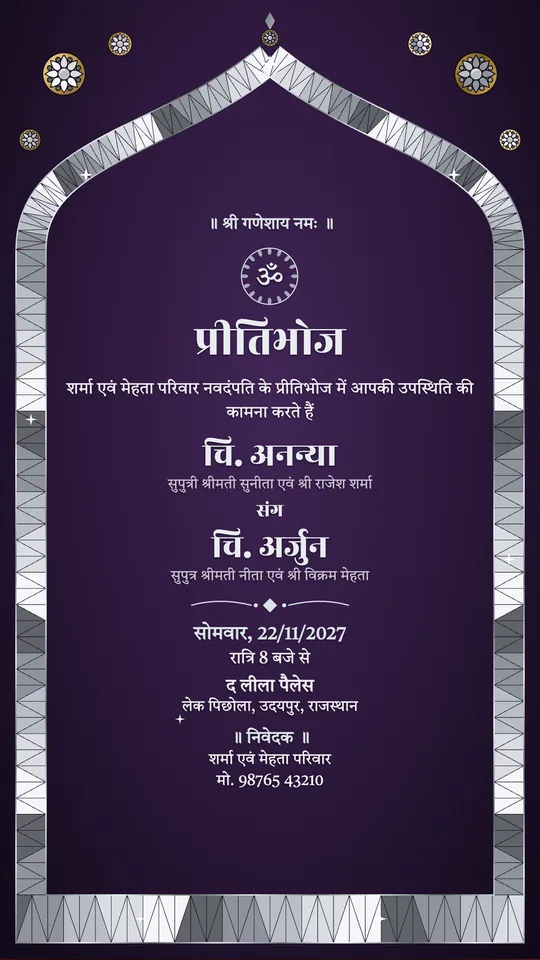 ॥ श्री गणेशाय नमः ॥
ॐ
प्रीतिभोज
शर्मा एवं मेहता परिवार नवदंपति के प्रीतिभोज में आपकी उपस्थिति की
कामना करते हैं
चि. अनन्या
सुपुत्री श्रीमती सुनीता एवं श्री राजेश शर्मा
संग
चि. अर्जुन
सुपुत्र श्रीमती नीता एवं श्री विक्रम मेहता
सोमवार, 22/11/2027
रात्रि 8 बजे से
द लीला पैलेस
लेक पिछोला, उदयपुर, राजस्थान
॥ निवेदक ॥
शर्मा एवं मेहता परिवार
मो. 98765 43210